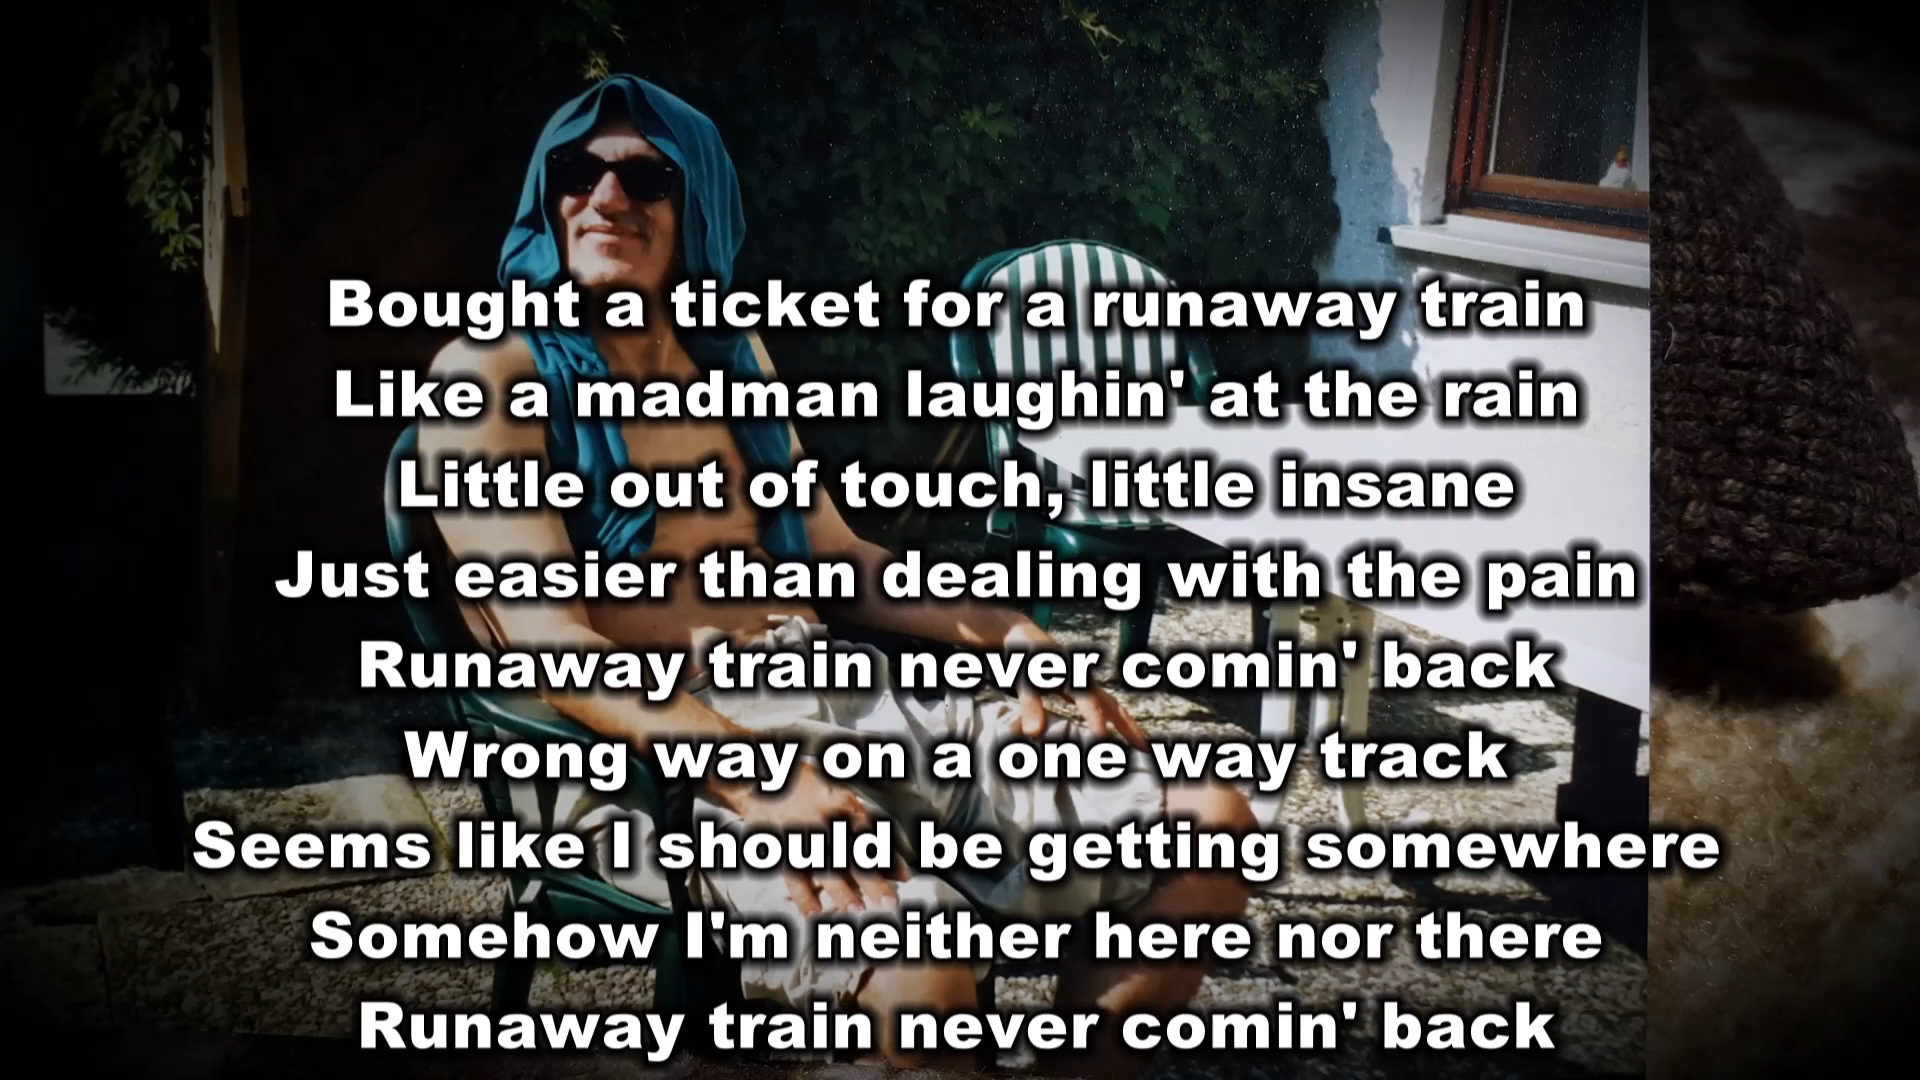 Bought a ticket for a runaway train
Like a madman laughin' at the rain
Little out of touch, little insane
Just easier than dealing with the pain
Runaway train never comin' back
Wrong way on a one way track
Seems like I should be getting somewhere
Somehow I'm neither here nor there
Runaway train never comin' back